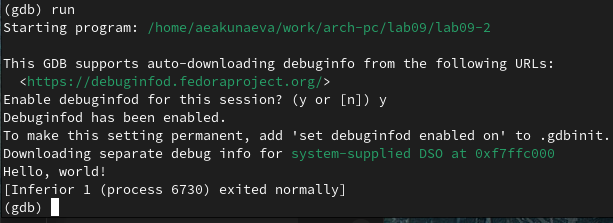 (gdb) run
Starting program: /home/aeakunaeva/work/arch-pc/lab09/lab09-2

This GDB supports auto-downloading debuginfo from the following URLs:
  <https://debuginfod.fedoraproject.org/>
Enable debuginfod for this session? (y or [n]) y
Debuginfod has been enabled.
To make this setting permanent, add 'set debuginfod enabled on' to .gdbinit.
Downloading separate debug info for system-supplied DSO at 0xf7ffc000
Hello, world!
[Inferior 1 (process 6730) exited normally]
(gdb)